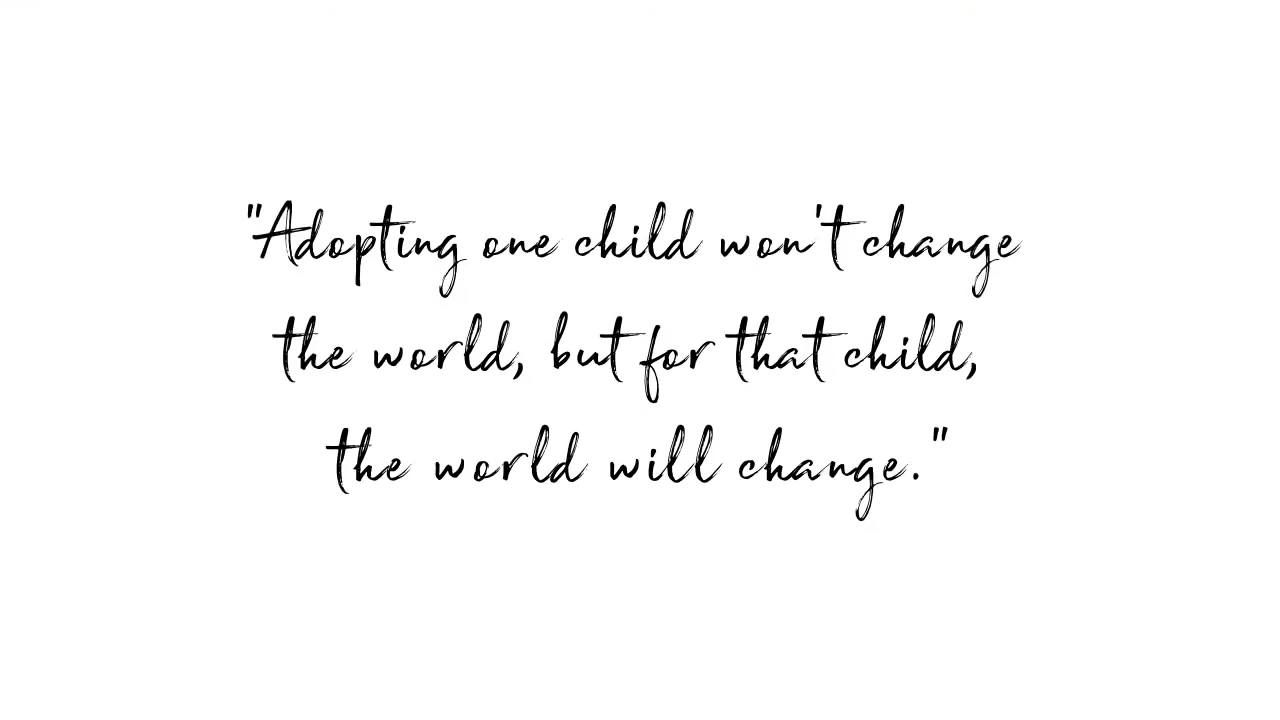 "Adopting one child won't change
the world, but for that child,
the world will change."